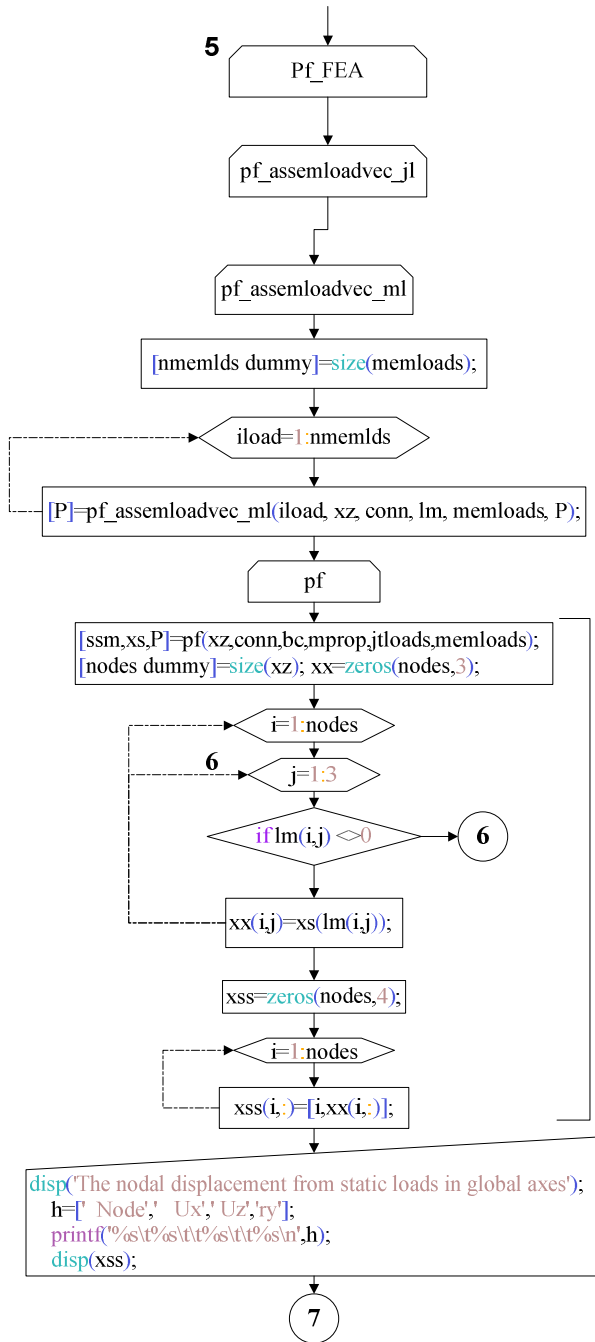 5
Pf_FEA
pf_assemloadvec_jl
pf_assemloadvec_ml
[nmemlds dummy]=size(memloads);
iload=1:nmemlds
[P]=pf_assemloadvec_ml(iload, xz, conn, lm, memloads, P);
pf
[ssm,xs,P]=pf(xz,conn,bc,mprop,jtloads,memloads);
[nodes dummy]=size(xz); xx=zeros(nodes,3);
i=1:nodes
6
j=1:3
if lm(i,j) <>0
6
xx(i,j)=xs(lm(i,j));
xss=zeros(nodes,4);
i=1:nodes
xss(i,:)=[i,xx(i,:)];
disp('The nodal displacement from static loads in global axes');
h=['  Node','   Ux',' Uz','ry'];
printf('%s\t%s\t\t%s\t\t%s\n',h);
disp(xss);
7